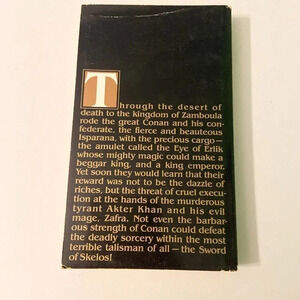 Through the desert of
death to the kingdom of Zamboula
rode the great Conan and his con-
federate, the fierce and beauteous
Isparana, with the precious cargo—
the amulet called the Eye of Erlik
whose mighty magic could make a
beggar king, and a king emperor.
Yet soon they would learn that their
reward was not to be the dazzle of
riches, but the threat of cruel execu-
tion at the hands of the murderous
tyrant Akter Khan and his evil
mage, Zafra. Not even the barbar-
ous strength of Conan could defeat
the deadly sorcery within the most
terrible talisman of all—the Sword
of Skelos!